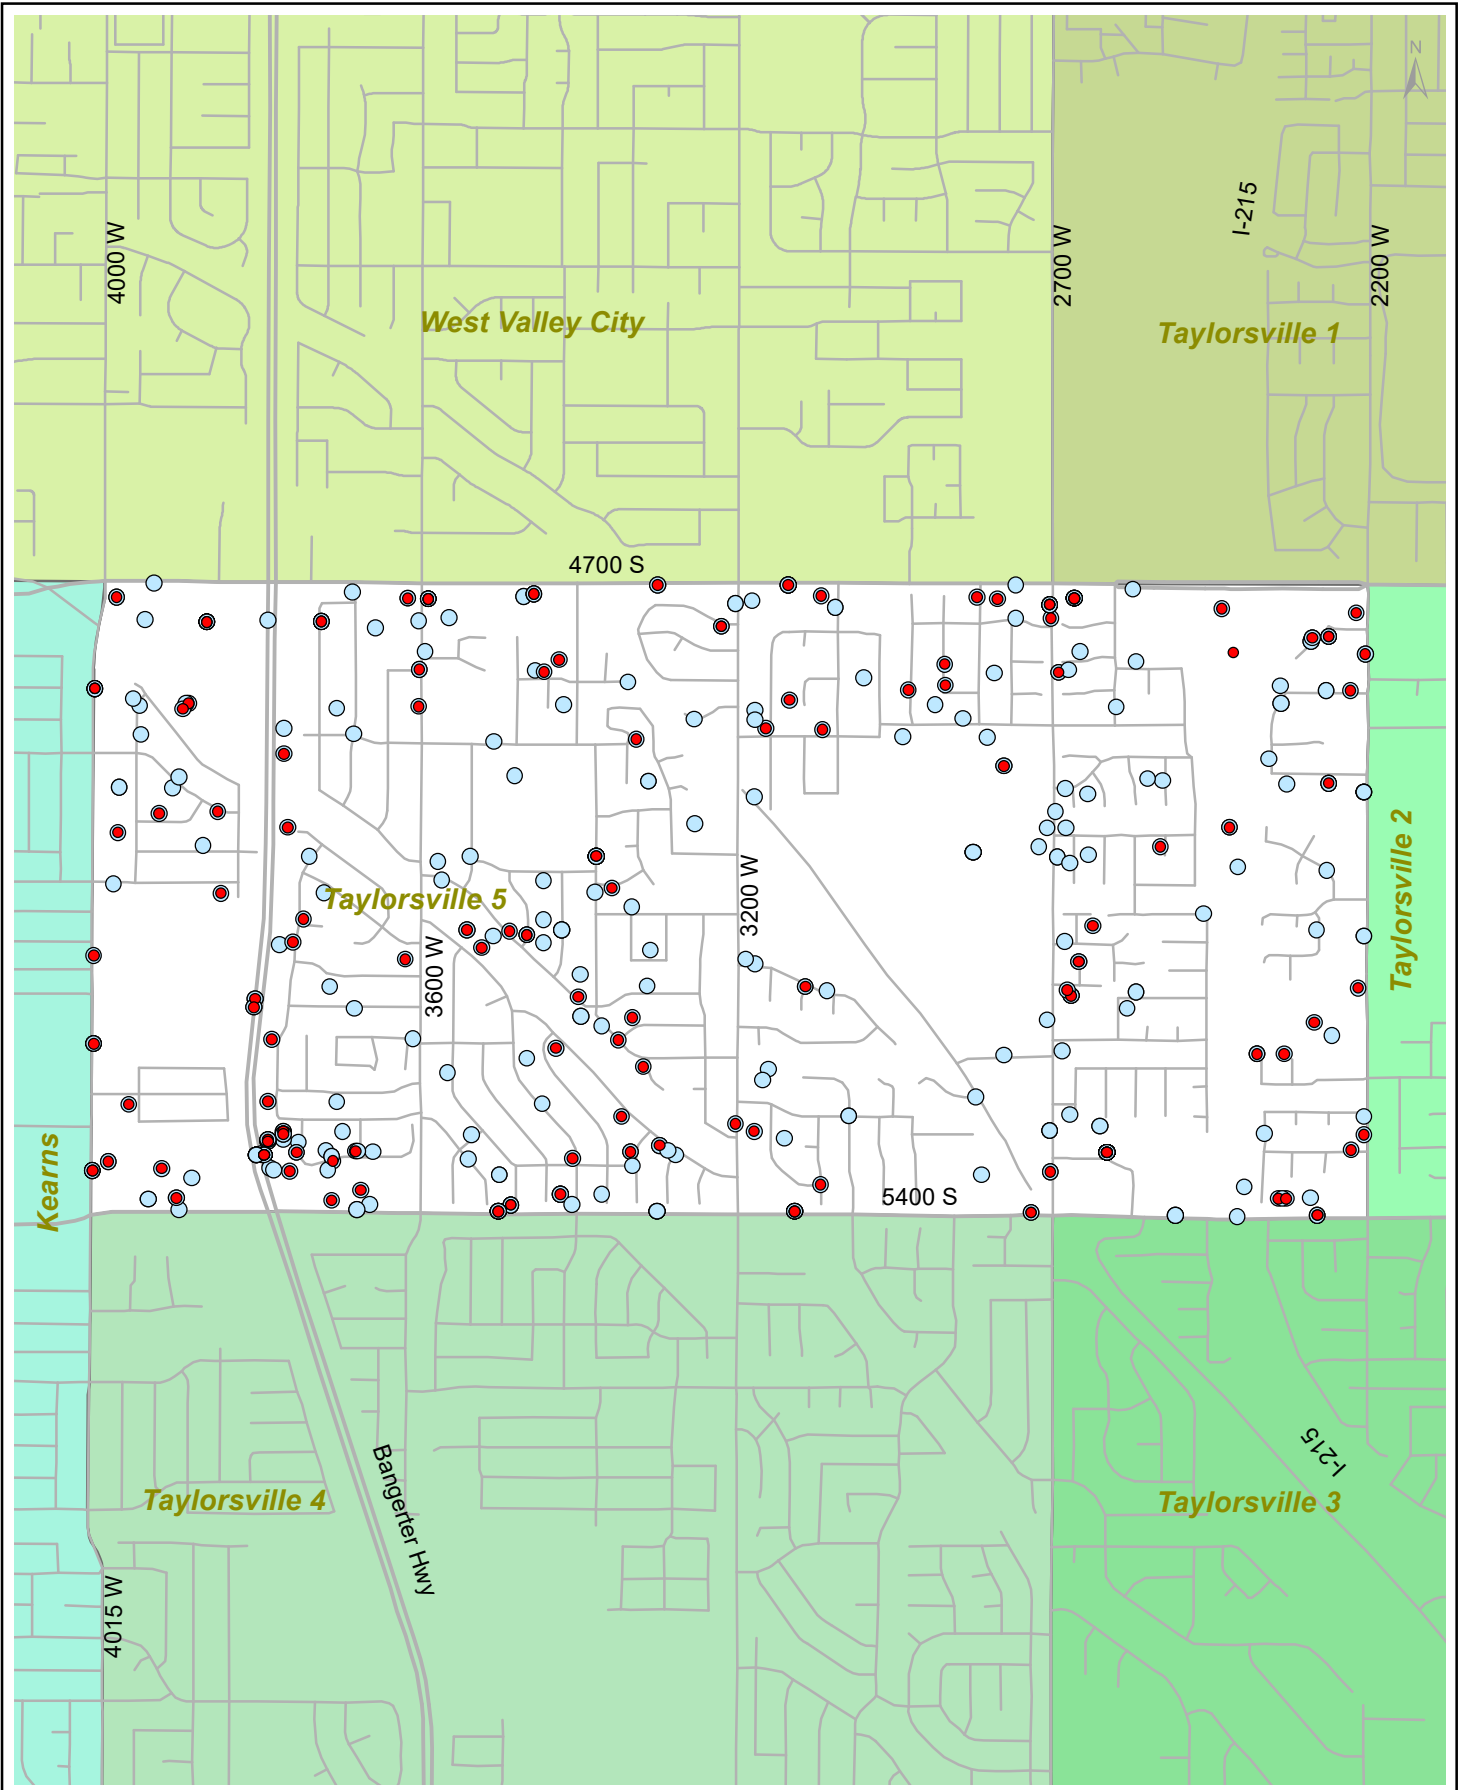 N
I-215
4000 W
2700 W
2200 W
West Valley City
Taylorsville 1
4700 S
Taylorsville 2
3200 W
Taylorsville 5
3600 W
Kearns
5400 S
I-215
Bangerter Hwy
Taylorsville 4
Taylorsville 3
4015 W